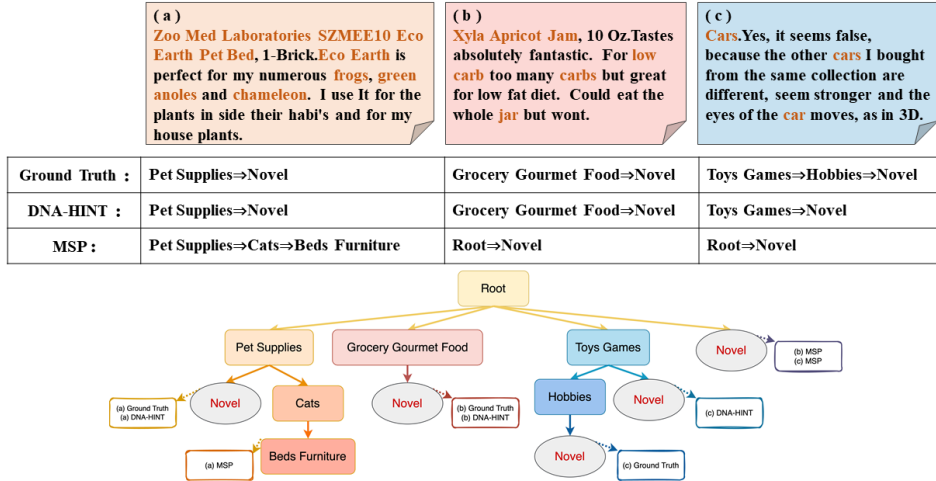 ( a )
Zoo Med Laboratories SZMEE10 Eco
Earth Pet Bed, 1-Brick.Eco Earth is
perfect for my numerous frogs, green
anoles and chameleon. I use It for the
plants in side their habi's and for my
house plants.
( b )
Xyla Apricot Jam, 10 Oz.Tastes
absolutely fantastic. For low
carb too many carbs but great
for low fat diet. Could eat the
whole jar but wont.
( c )
Cars.Yes, it seems false,
because the other cars I bought
from the same collection are
different, seem stronger and the
eyes of the car moves, as in 3D.
Ground Truth : Pet Supplies⇒Novel Grocery Gourmet Food⇒Novel Toys Games⇒Hobbies⇒Novel
DNA-HINT : Pet Supplies⇒Novel Grocery Gourmet Food⇒Novel Toys Games⇒Novel
MSP : Pet Supplies⇒Cats⇒Beds Furniture Root⇒Novel Root⇒Novel
Root
Pet Supplies Grocery Gourmet Food Toys Games Novel
(b) MSP
(c) MSP
Novel Cats Novel Hobbies Novel
(a) Ground Truth
(a) DNA-HINT
(b) Ground Truth
(b) DNA-HINT
(c) DNA-HINT
(a) MSP
Beds Furniture
Novel
(c) Ground Truth